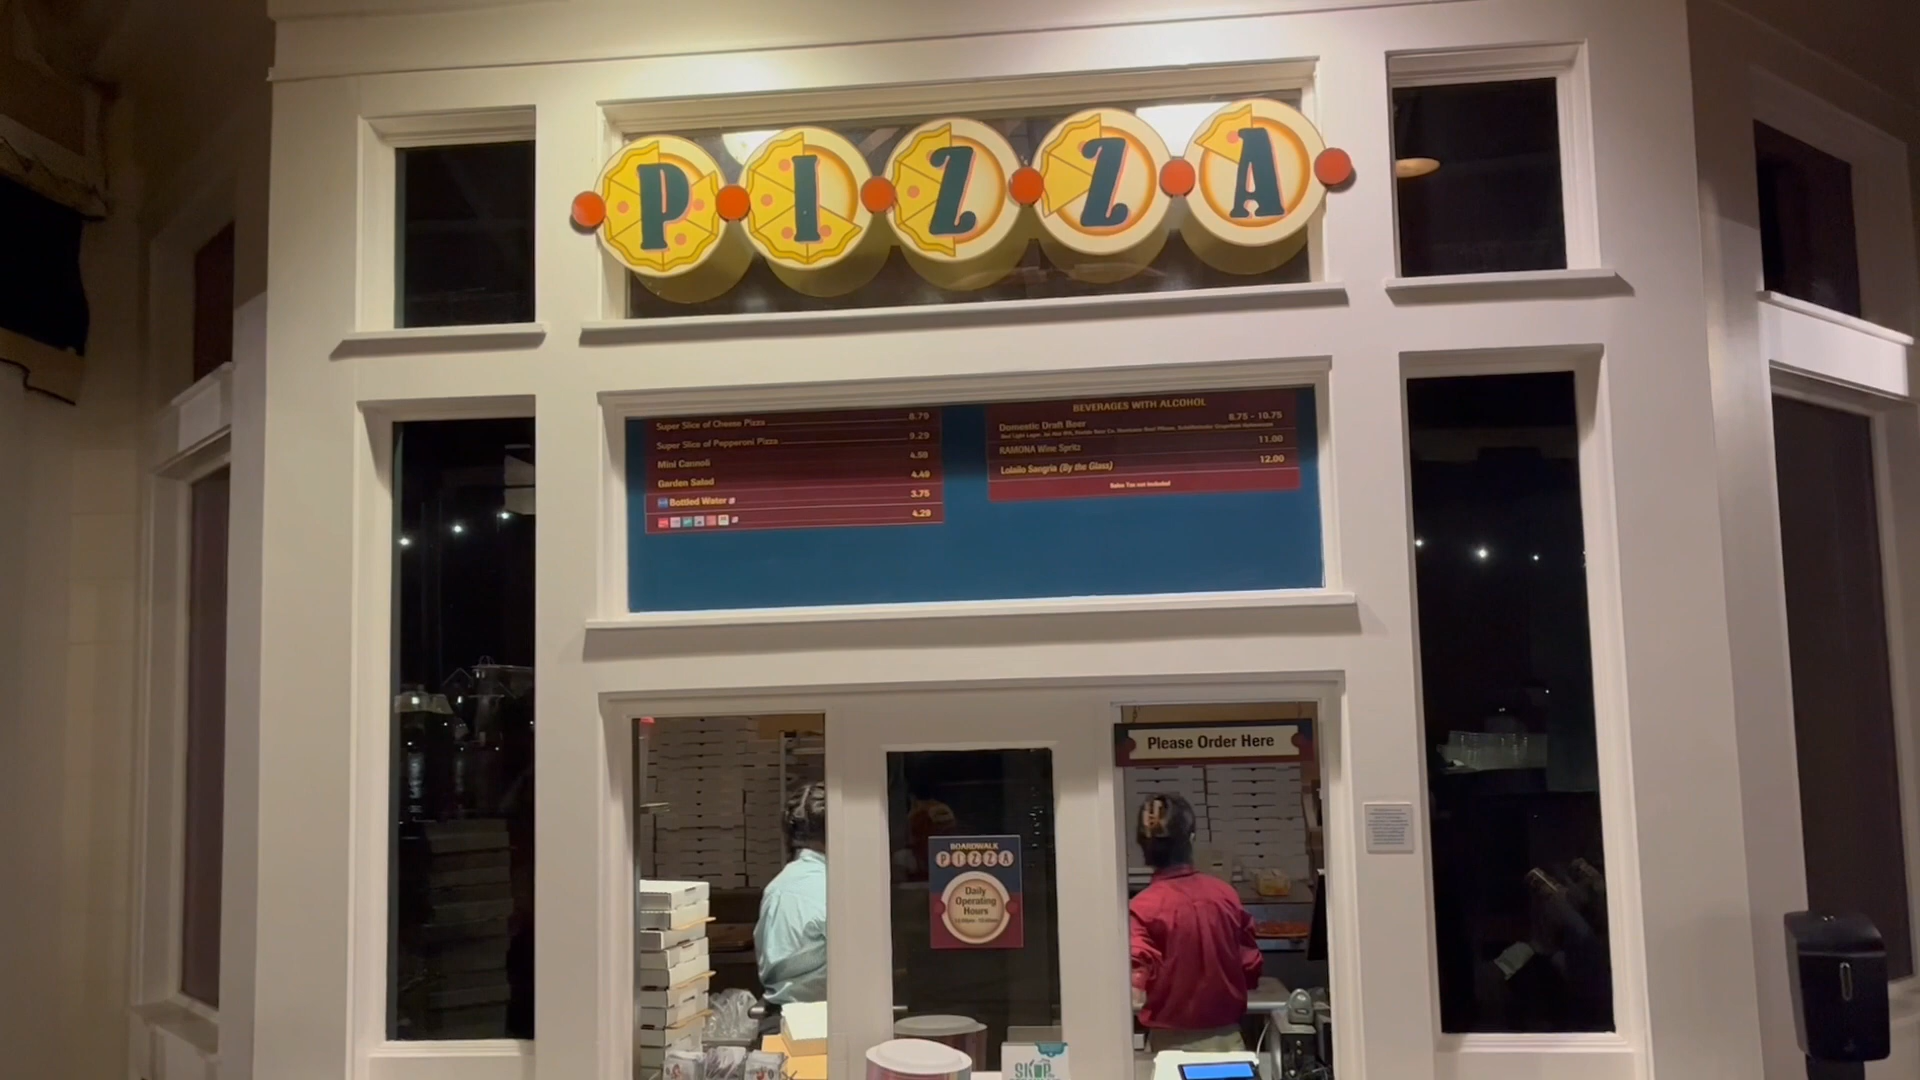 PIZZA
Super Slice of Cheese Pizza 8.79
Super Slice of Pepperoni Pizza 9.29
Mini Cannoli 4.59
Garden Salad 4.49
Bottled Water 3.75
4.29
BEVERAGES WITH ALCOHOL
Domestic Draft Beer 8.75 - 10.75
RAMONA Wine Spritz 11.00
Lolailo Sangria (By the Glass) 12.00
Sales Tax not included
Please Order Here
BOARDWALK
PIZZA
Daily
Operating
Hours
SKIP